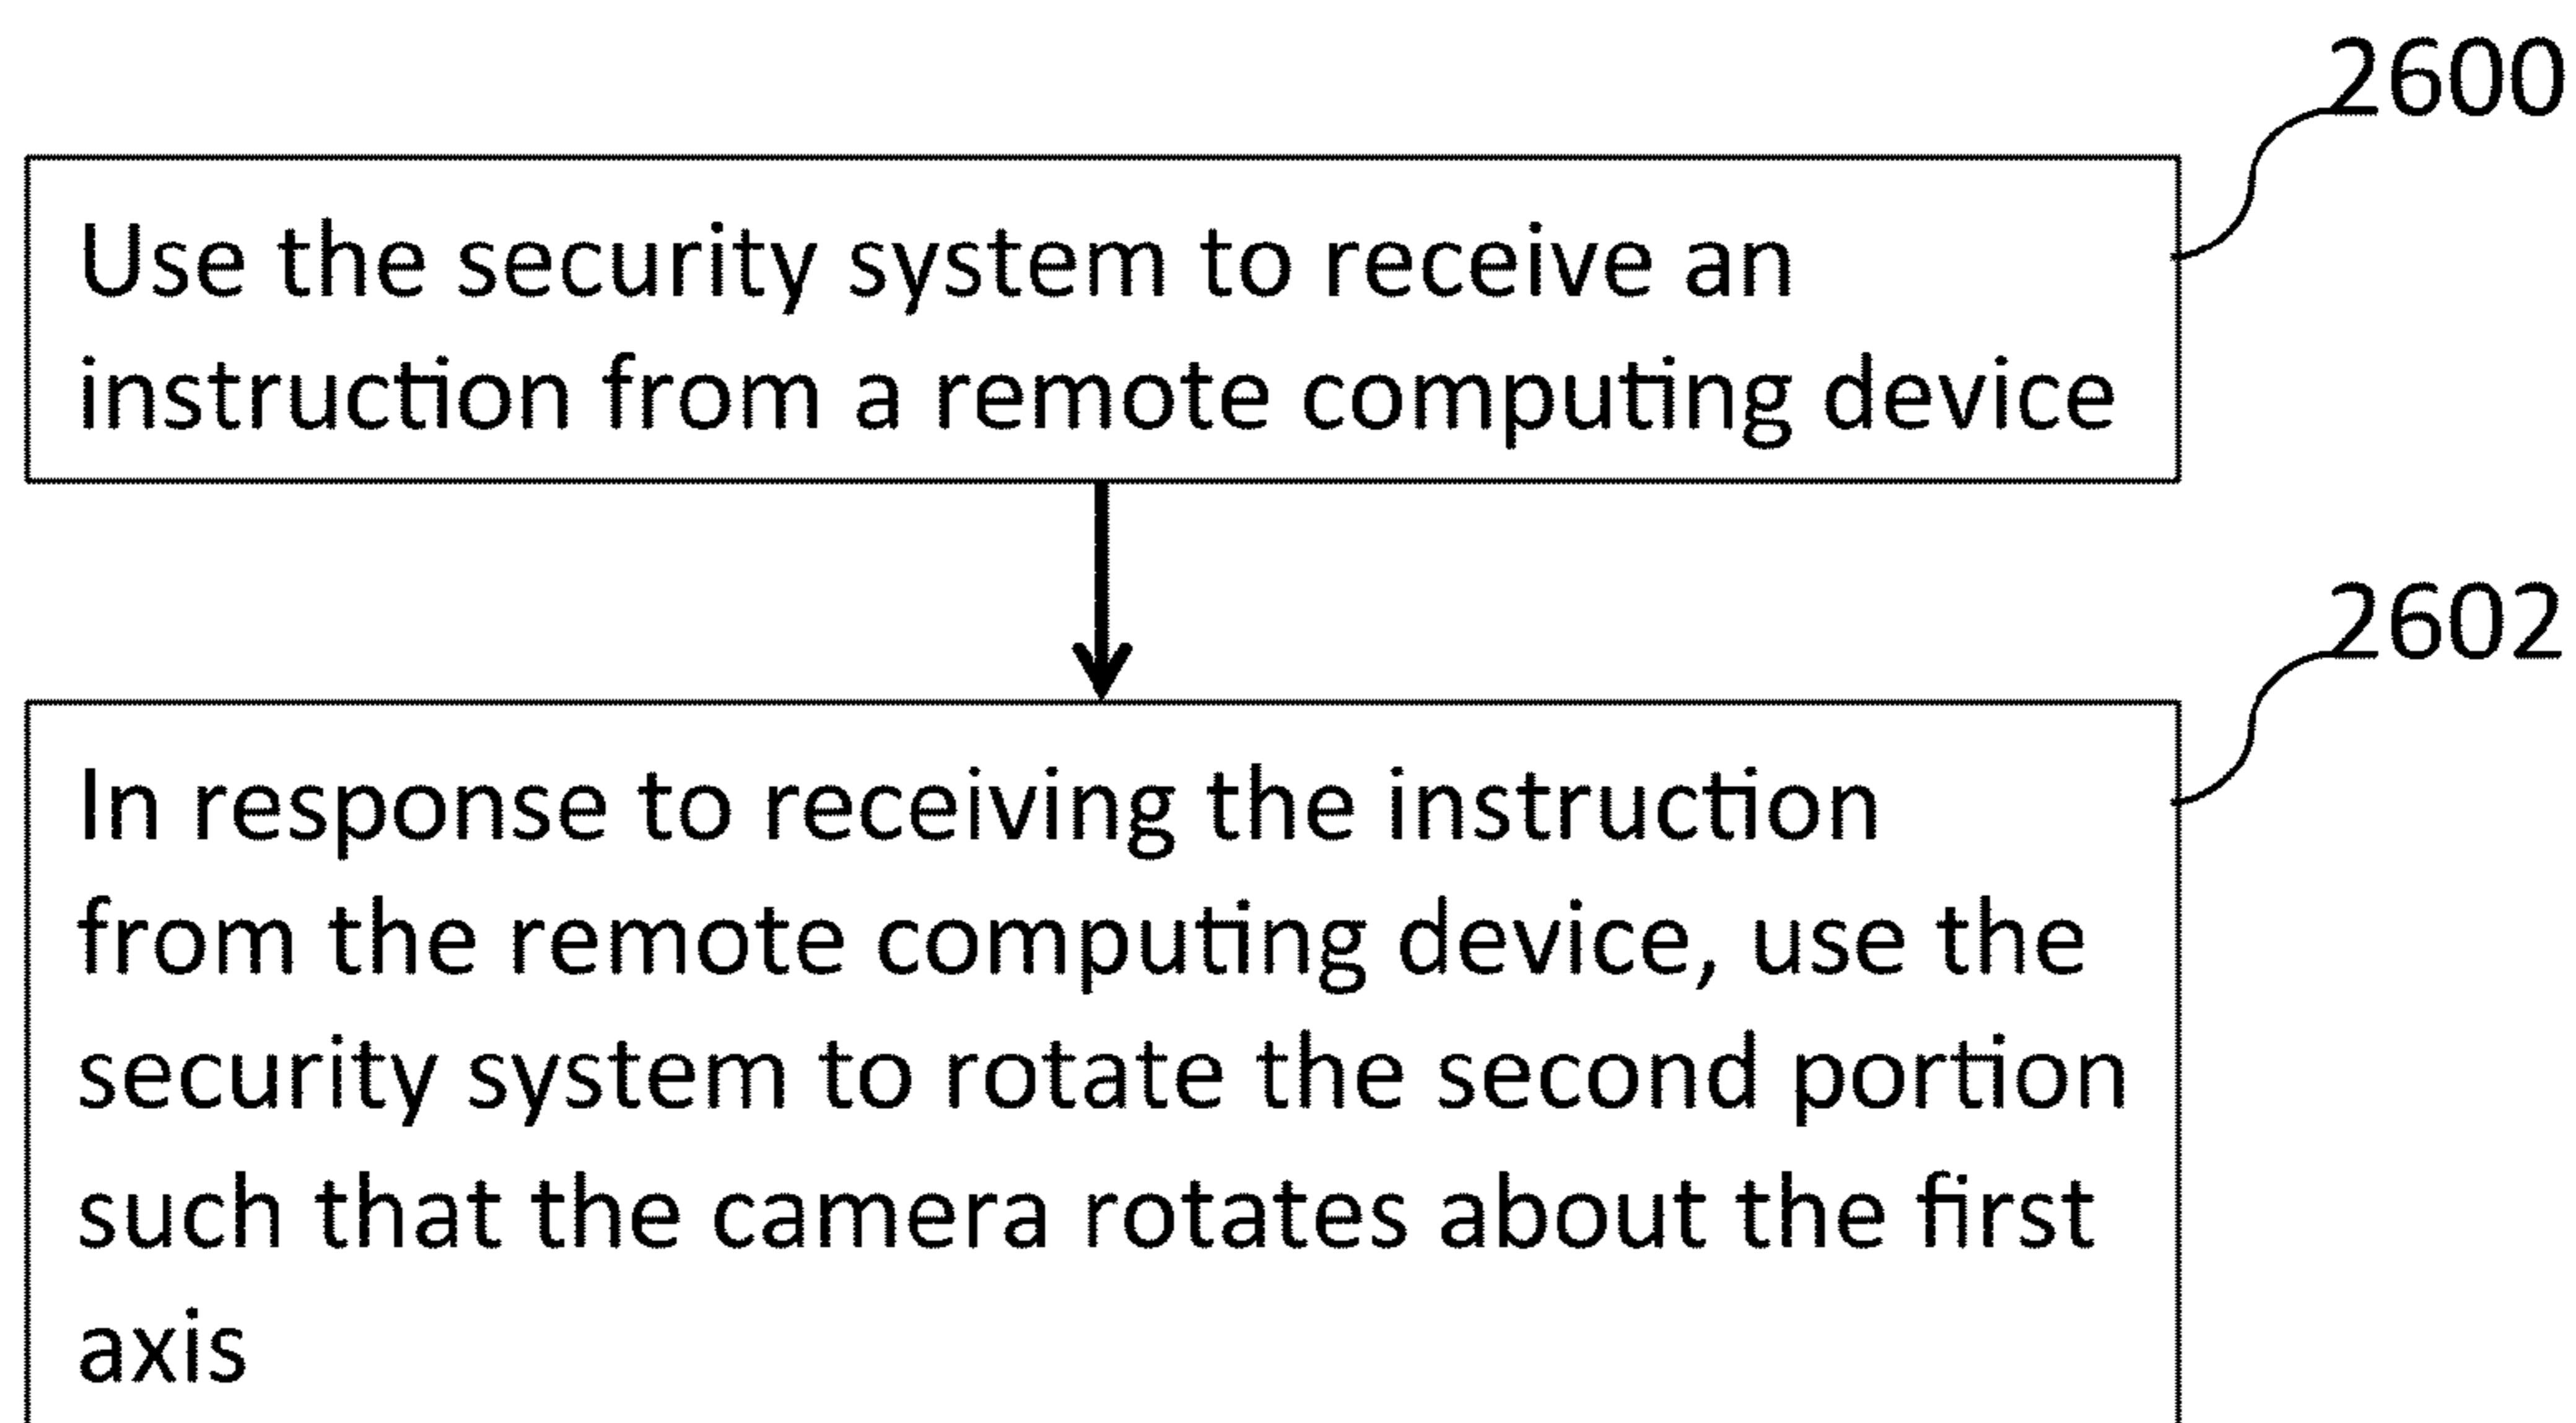 2600
Use the security system to receive an
instruction from a remote computing device
2602
In response to receiving the instruction
from the remote computing device, use the
security system to rotate the second portion
such that the camera rotates about the first
axis